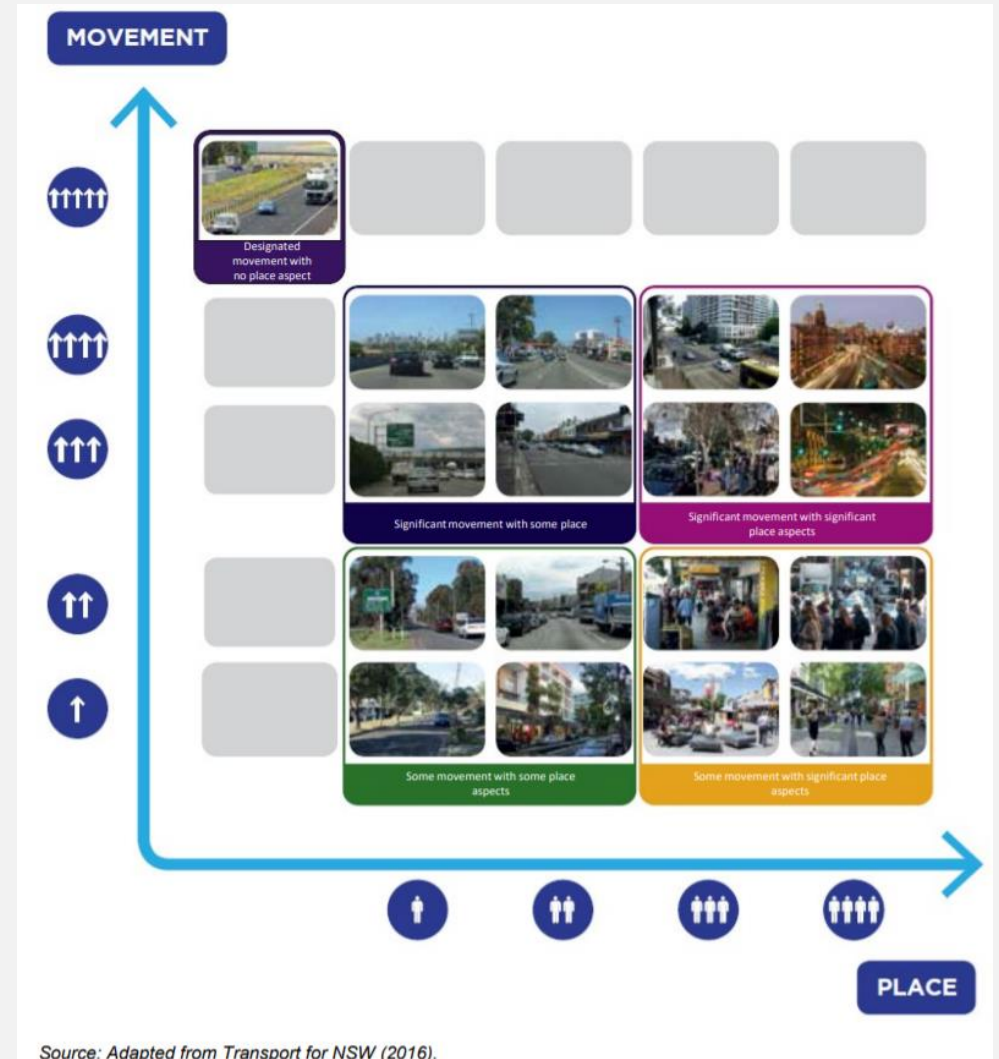 MOVEMENT
Designated
movement with
no place aspect
Significant movement with some place
Significant movement with significant
place aspects
Some movement with some place
aspects
Some movement with significant place
aspects
PLACE
Source: Adapted from Transport for NSW (2016).